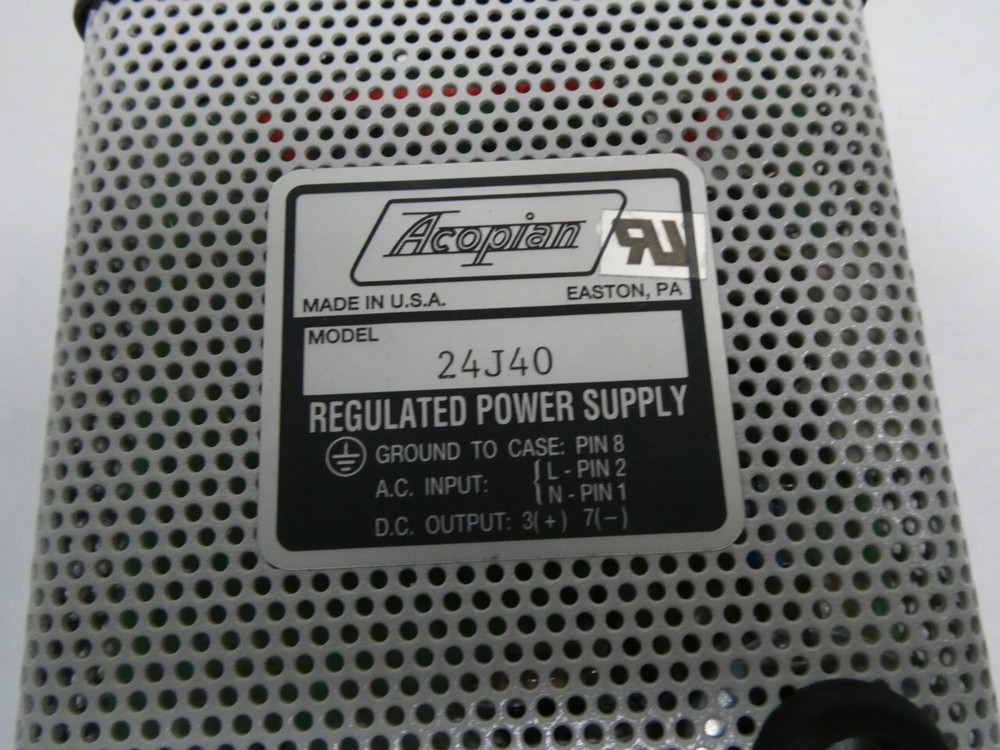 Acopian
MADE IN U.S.A. EASTON, PA
MODEL
24J40
REGULATED POWER SUPPLY
GROUND TO CASE: PIN 8
A.C. INPUT: { L - PIN 2
N - PIN 1
D.C. OUTPUT: 3(+) 7(−)